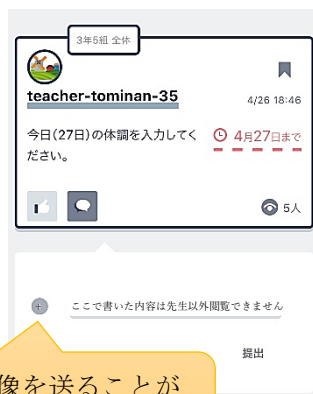 3年5組 全体
teacher-tominan-35
4/26 18:46
今日(27日)の体調を入力してく
ださい。
4月27日まで
5人
ここで書いた内容は先生以外閲覧できません
提出
像を送ることが